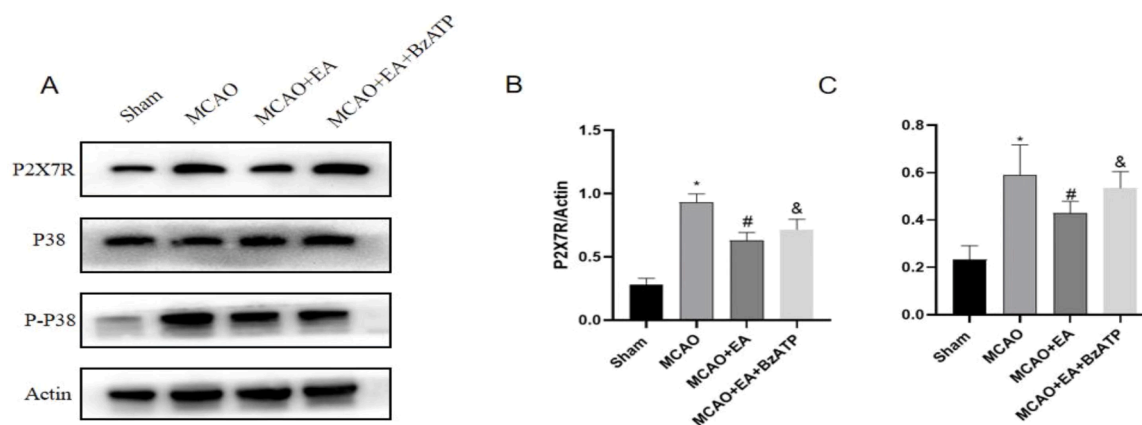 A
Sham
MCAO
MCAO+EA
MCAO+EA+BzATP
P2X7R
P38
P-P38
Actin
B
P2X7R/Actin
1.5
1.0
0.5
0.0
*
#
&
Sham
MCAO
MCAO+EA
MCAO+EA+BzATP
C
0.8
0.6
0.4
0.2
0.0
*
#
&
Sham
MCAO
MCAO+EA
MCAO+EA+BzATP